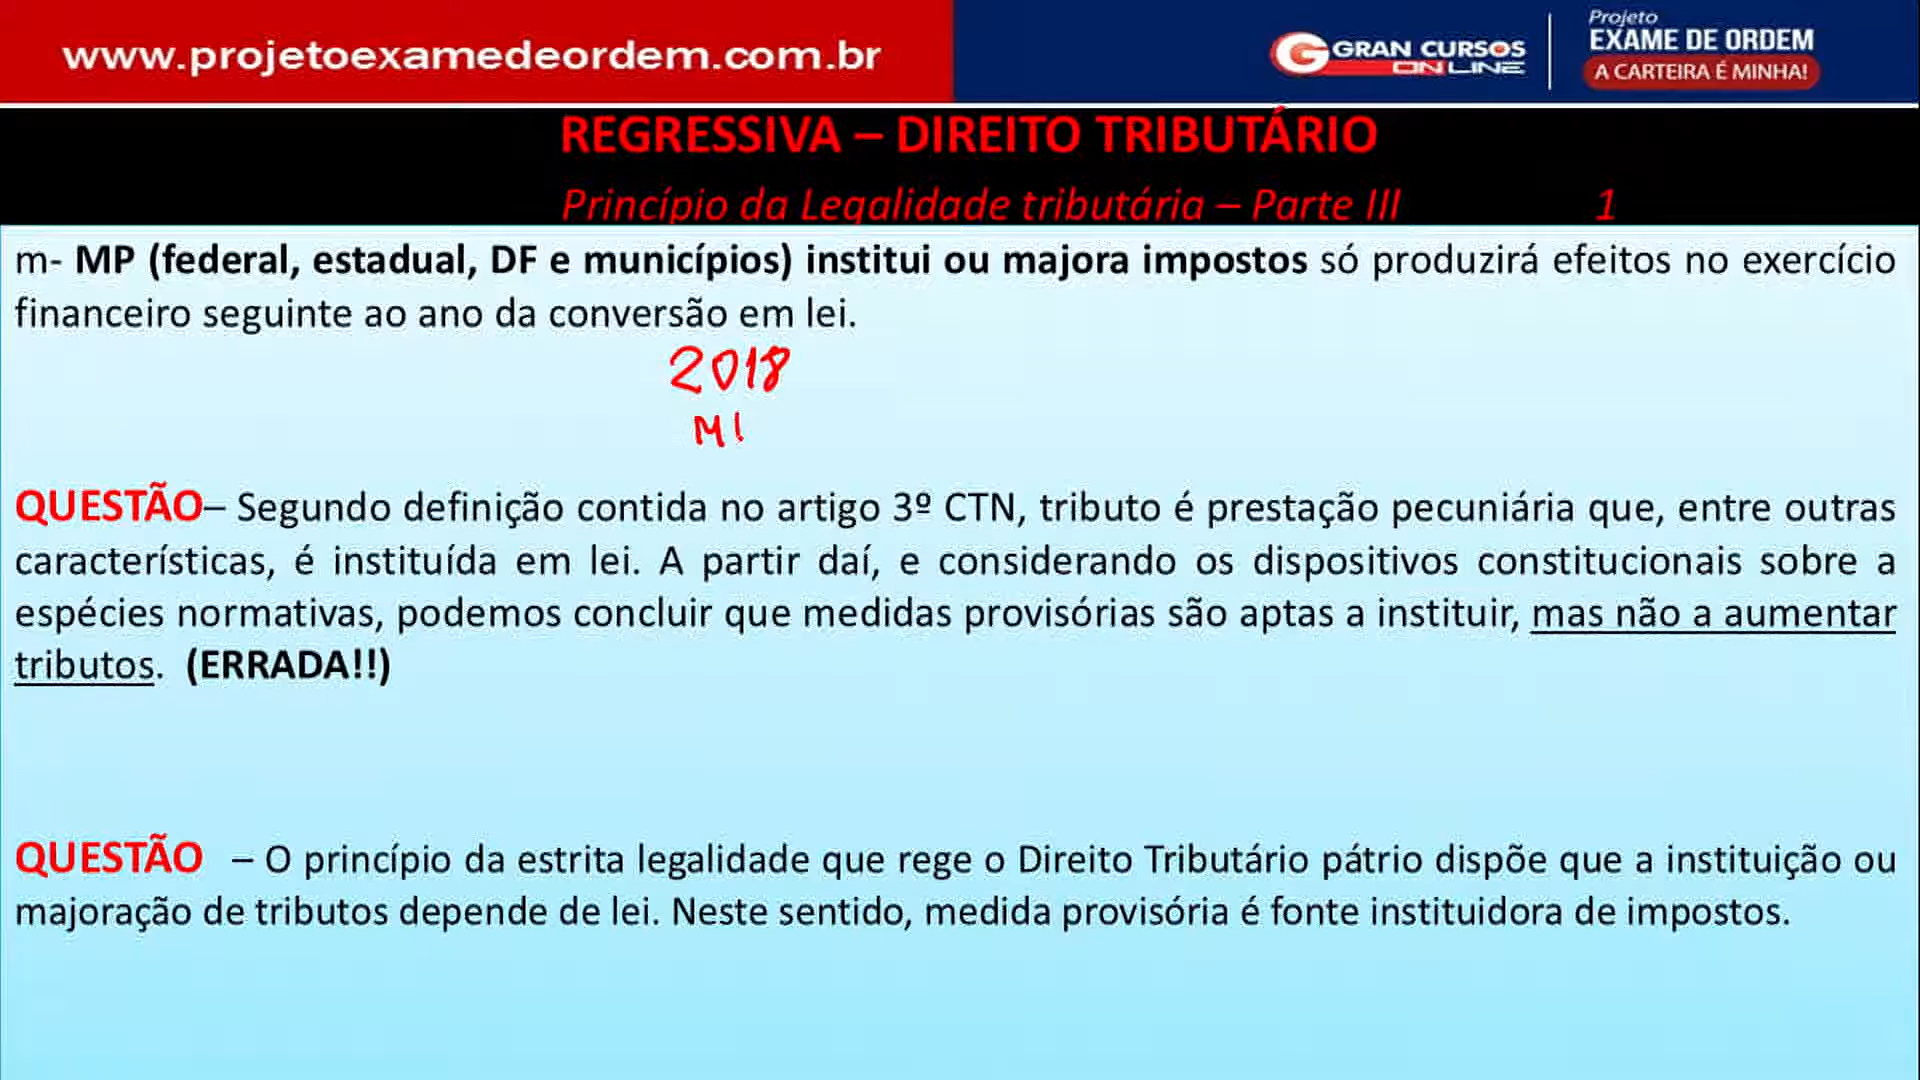 www.projetoexamedeordem.com.br
GRAN CURSOS
ONLINE
Projeto
EXAME DE ORDEM
A CARTEIRA É MINHA!
REGRESSIVA – DIREITO TRIBUTÁRIO
Princípio da Legalidade tributária – Parte III 1
m- MP (federal, estadual, DF e municípios) institui ou majora impostos só produzirá efeitos no exercício
financeiro seguinte ao ano da conversão em lei.
2018
M
QUESTÃO– Segundo definição contida no artigo 3º CTN, tributo é prestação pecuniária que, entre outras
características, é instituída em lei. A partir daí, e considerando os dispositivos constitucionais sobre a
espécies normativas, podemos concluir que medidas provisórias são aptas a instituir, mas não a aumentar
tributos. (ERRADA!!)
QUESTÃO – O princípio da estrita legalidade que rege o Direito Tributário pátrio dispõe que a instituição ou
majoração de tributos depende de lei. Neste sentido, medida provisória é fonte instituidora de impostos.